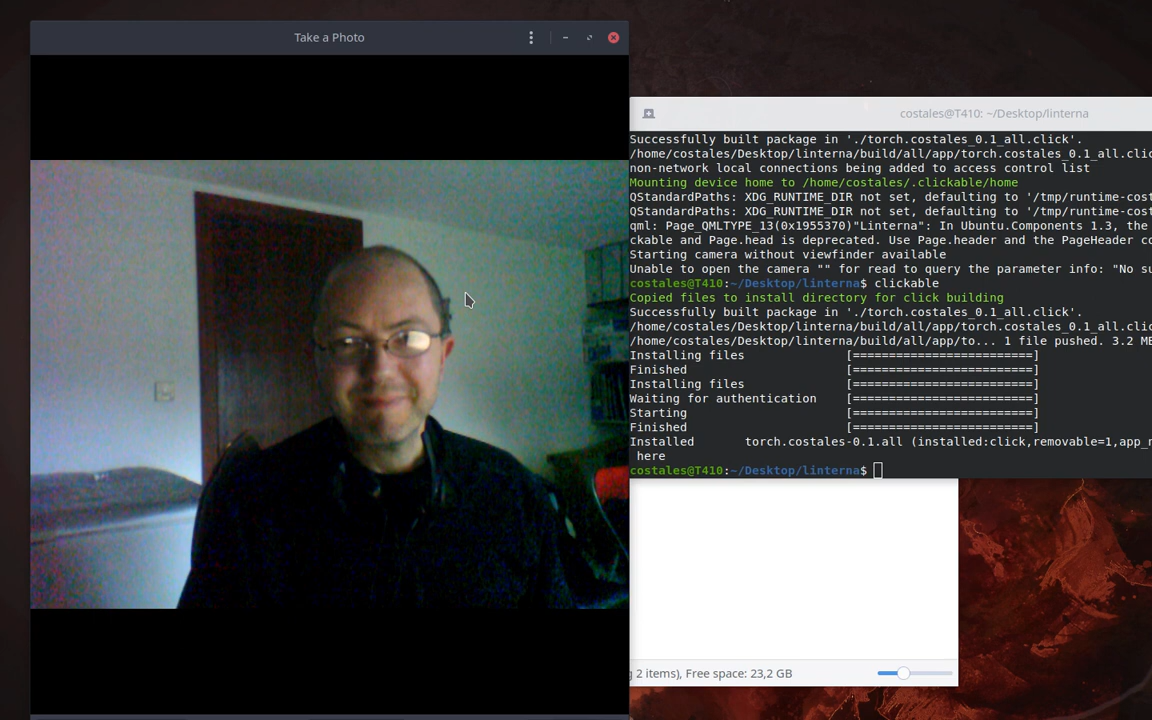 Take a Photo
costales@T410: ~/Desktop/linterna
Successfully built package in './torch.costales_0.1_all.click'.
/home/costales/Desktop/linterna/build/all/app/torch.costales_0.1_all.clic
non-network local connections being added to access control list
Mounting device home to /home/costales/.clickable/home
QStandardPaths: XDG_RUNTIME_DIR not set, defaulting to '/tmp/runtime-cost
QStandardPaths: XDG_RUNTIME_DIR not set, defaulting to '/tmp/runtime-cost
qml: Page_QMLTYPE_13(0x1955370)"Linterna": In Ubuntu.Components 1.3, the
ckable and Page.head is deprecated. Use Page.header and the PageHeader co
Starting camera without viewfinder available
Unable to open the camera "" for read to query the parameter info: "No su
costales@T410:~/Desktop/linterna$ clickable
Copied files to install directory for click building
Successfully built package in './torch.costales_0.1_all.click'.
/home/costales/Desktop/linterna/build/all/app/torch.costales_0.1_all.clic
/home/costales/Desktop/linterna/build/all/app/to... 1 file pushed. 3.2 ME
Installing files [=========================]
Finished [=========================]
Installing files [=========================]
Waiting for authentication [=========================]
Starting [=========================]
Finished [=========================]
Installed torch.costales-0.1.all (installed:click,removable=1,app_n
here
costales@T410:~/Desktop/linterna$
g 2 items), Free space: 23,2 GB